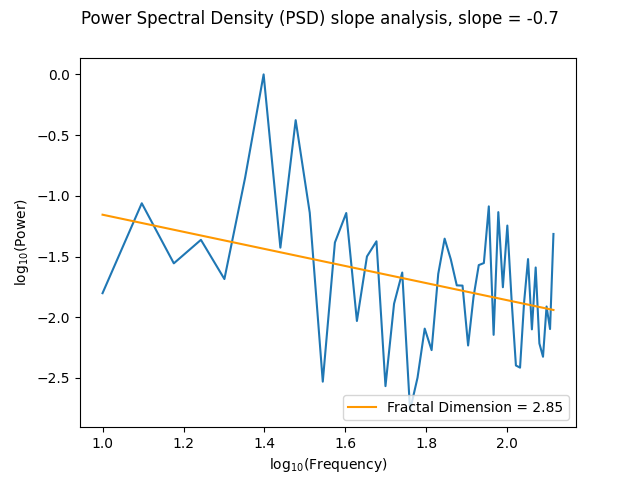 Power Spectral Density (PSD) slope analysis, slope = -0.7
0.0
−0.5
−1.0
−1.5
−2.0
−2.5
log₁₀(Power)
Fractal Dimension = 2.85
1.0 1.2 1.4 1.6 1.8 2.0
log₁₀(Frequency)